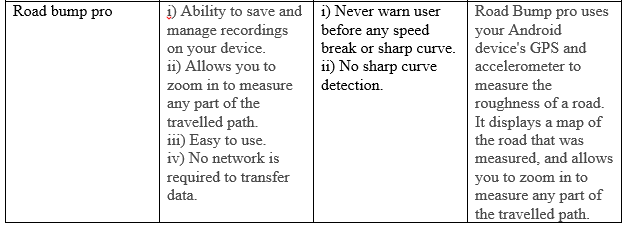 Road bump pro
i) Ability to save and
manage recordings
on your device.
ii) Allows you to
zoom in to measure
any part of the
travelled path.
iii) Easy to use.
iv) No network is
required to transfer
data.
i) Never warn user
before any speed
break or sharp curve.
ii) No sharp curve
detection.
Road Bump pro uses
your Android
device's GPS and
accelerometer to
measure the
roughness of a road.
It displays a map of
the road that was
measured, and allows
you to zoom in to
measure any part of
the travelled path.